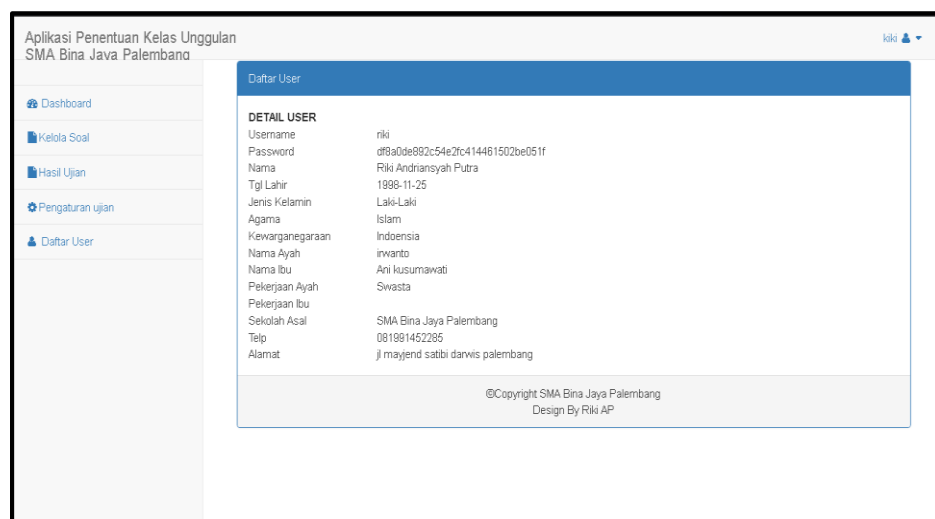 Aplikasi Penentuan Kelas Unggulan
SMA Bina Jaya Palembang
kiki
Dashboard
Kelola Soal
Hasil Ujian
Pengaturan ujian
Daftar User
Daftar User
DETAIL USER
Username riki
Password df8a0de892c54e2fc414461502be051f
Nama Riki Andriansyah Putra
Tgl Lahir 1998-11-25
Jenis Kelamin Laki-Laki
Agama Islam
Kewarganegaraan Indoensia
Nama Ayah irwanto
Nama Ibu Ani kusumawati
Pekerjaan Ayah Swasta
Pekerjaan Ibu
Sekolah Asal SMA Bina Jaya Palembang
Telp 081991452285
Alamat jl mayjend satibi darwis palembang
©Copyright SMA Bina Jaya Palembang
Design By Riki AP